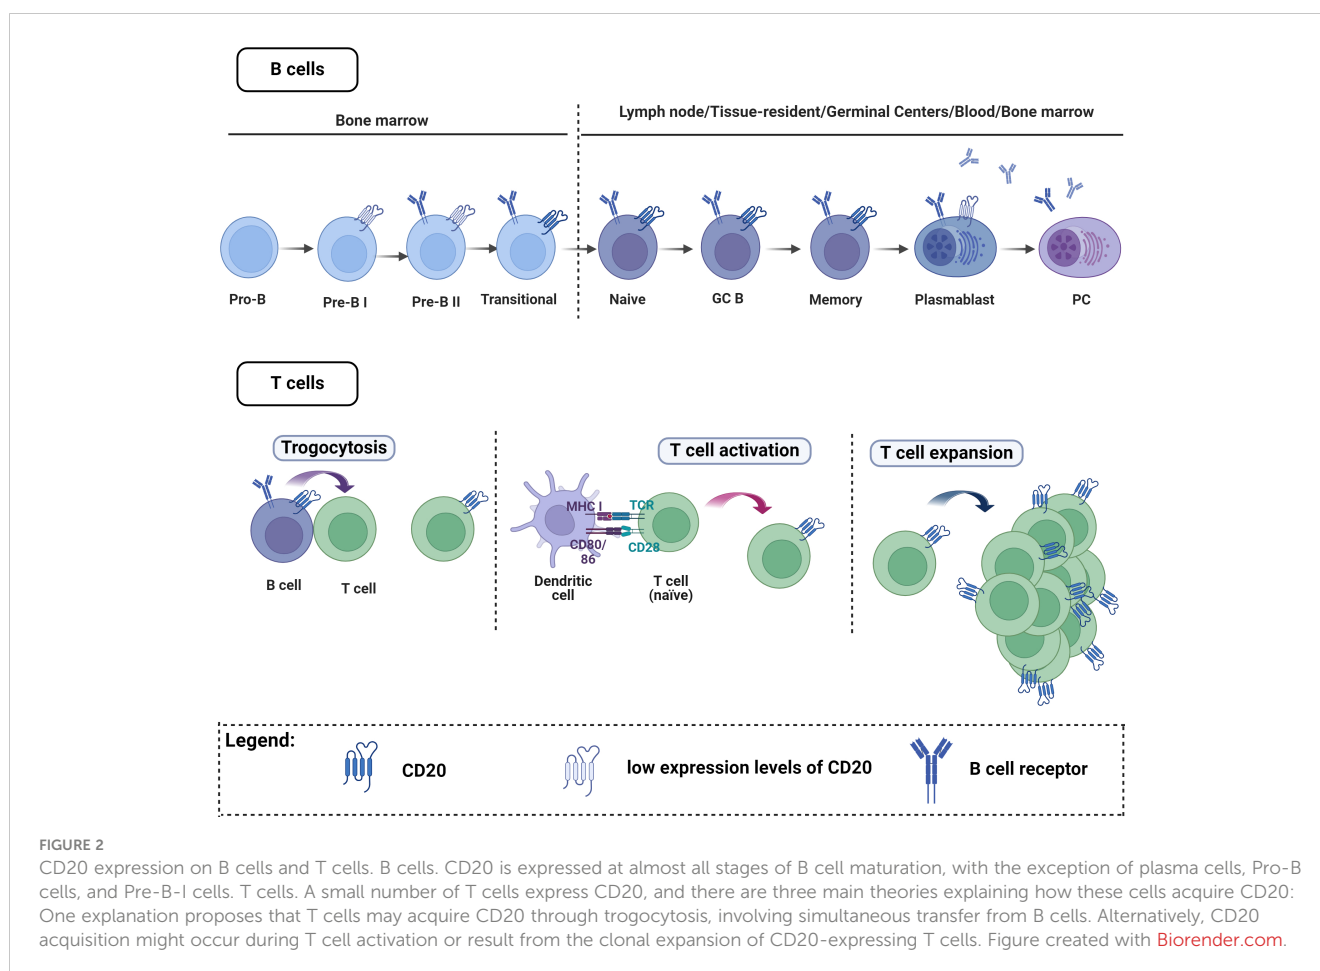 B cells
Bone marrow
Lymph node/Tissue-resident/Germinal Centers/Blood/Bone marrow
Pro-B
Pre-B I
Pre-B II
Transitional
Naive
GC B
Memory
Plasmablast
PC
T cells
Trogocytosis
B cell
T cell
T cell activation
MHC I
TCR
CD80/
86
CD28
Dendritic
cell
T cell
(naïve)
T cell expansion
Legend:
CD20
low expression levels of CD20
B cell receptor
FIGURE 2
CD20 expression on B cells and T cells. B cells. CD20 is expressed at almost all stages of B cell maturation, with the exception of plasma cells, Pro-B
cells, and Pre-B-I cells. T cells. A small number of T cells express CD20, and there are three main theories explaining how these cells acquire CD20:
One explanation proposes that T cells may acquire CD20 through trogocytosis, involving simultaneous transfer from B cells. Alternatively, CD20
acquisition might occur during T cell activation or result from the clonal expansion of CD20-expressing T cells. Figure created with Biorender.com.